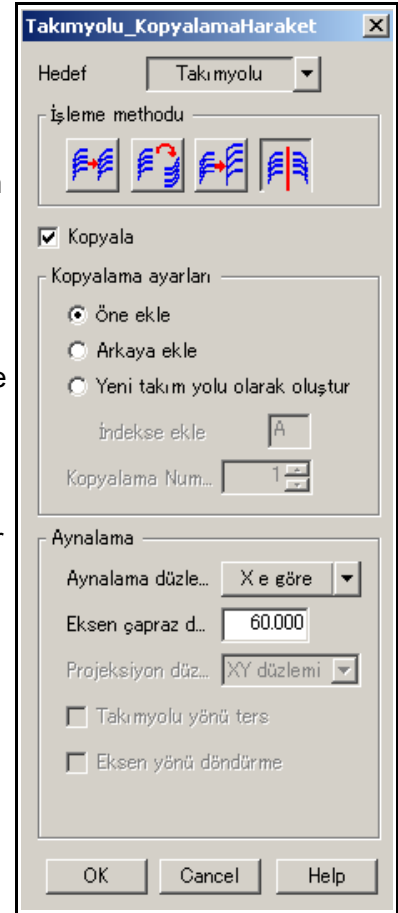 Takımyolu_KopyalamaHaraket
Hedef Takımyolu
İşleme methodu
Kopyala
Kopyalama ayarları
Öne ekle
Arkaya ekle
Yeni takım yolu olarak oluştur
İndekse ekle A
Kopyalama Num... 1
Aynalama
Aynalama düzle... X e göre
Eksen çapraz d... 60.000
Projeksiyon düz... XY düzlemi
Takımyolu yönü ters
Eksen yönü döndürme
OK Cancel Help